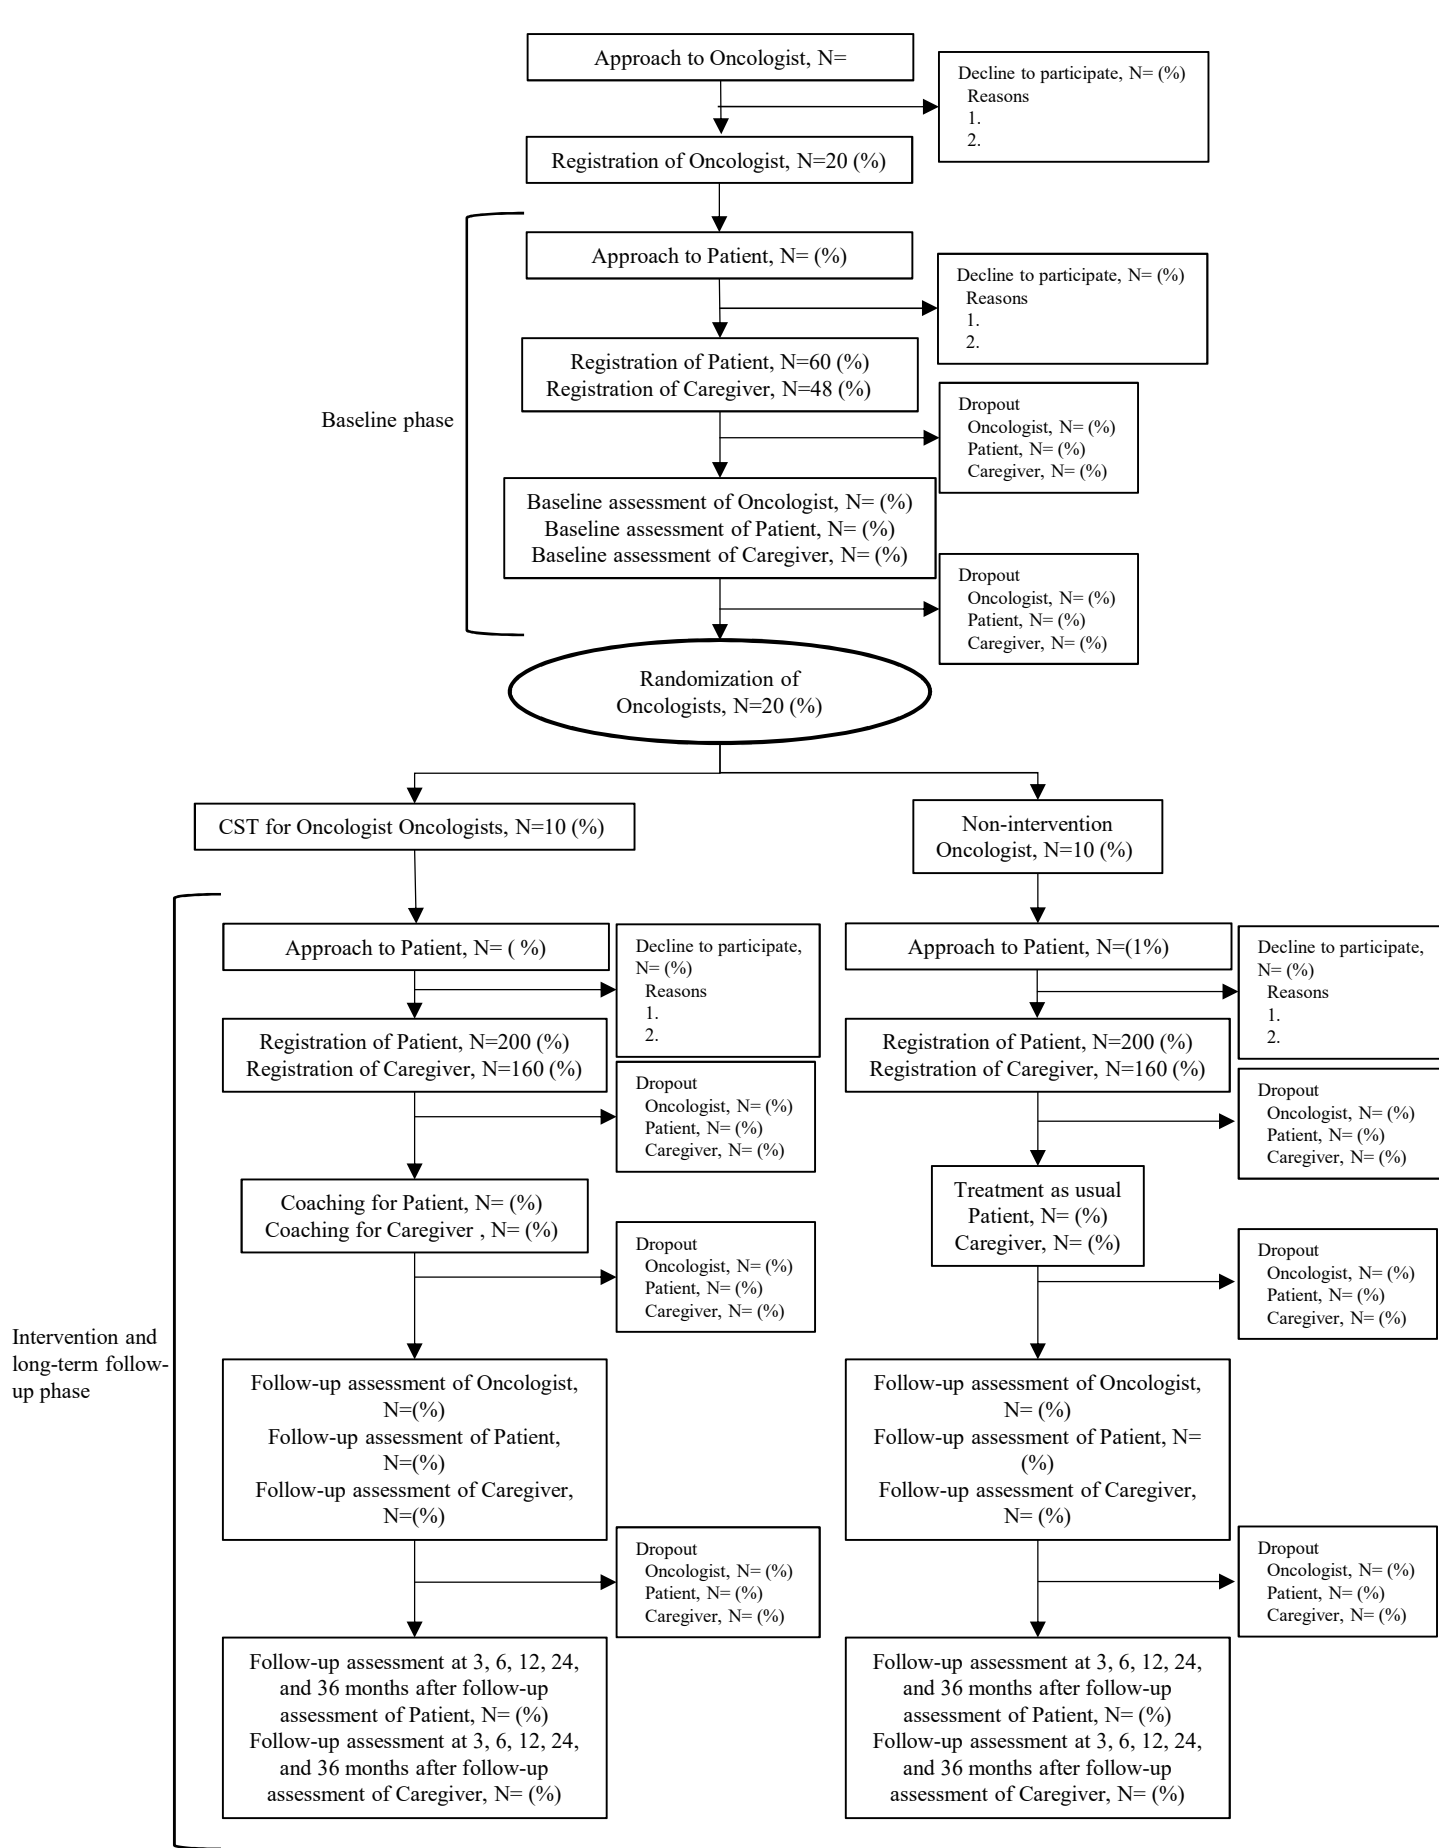 Approach to Oncologist, N=
Decline to participate, N= (%)
Reasons
1.
2.
Registration of Oncologist, N=20 (%)
Approach to Patient, N= (%)
Decline to participate, N= (%)
Reasons
1.
2.
Registration of Patient, N=60 (%)
Registration of Caregiver, N=48 (%)
Baseline phase
Dropout
Oncologist, N= (%)
Patient, N= (%)
Caregiver, N= (%)
Baseline assessment of Oncologist, N= (%)
Baseline assessment of Patient, N= (%)
Baseline assessment of Caregiver, N= (%)
Dropout
Oncologist, N= (%)
Patient, N= (%)
Caregiver, N= (%)
Randomization of
Oncologists, N=20 (%)
CST for Oncologist Oncologists, N=10 (%)
Non-intervention
Oncologist, N=10 (%)
Intervention and
long-term follow-
up phase
Approach to Patient, N= ( %)
Decline to participate,
N= (%)
Reasons
1.
2.
Registration of Patient, N=200 (%)
Registration of Caregiver, N=160 (%)
Dropout
Oncologist, N= (%)
Patient, N= (%)
Caregiver, N= (%)
Coaching for Patient, N= (%)
Coaching for Caregiver , N= (%)
Dropout
Oncologist, N= (%)
Patient, N= (%)
Caregiver, N= (%)
Follow-up assessment of Oncologist,
N=(%)
Follow-up assessment of Patient,
N=(%)
Follow-up assessment of Caregiver,
N=(%)
Dropout
Oncologist, N= (%)
Patient, N= (%)
Caregiver, N= (%)
Follow-up assessment at 3, 6, 12, 24,
and 36 months after follow-up
assessment of Patient, N= (%)
Follow-up assessment at 3, 6, 12, 24,
and 36 months after follow-up
assessment of Caregiver, N= (%)
Approach to Patient, N=(1%)
Decline to participate,
N= (%)
Reasons
1.
2.
Registration of Patient, N=200 (%)
Registration of Caregiver, N=160 (%)
Dropout
Oncologist, N= (%)
Patient, N= (%)
Caregiver, N= (%)
Treatment as usual
Patient, N= (%)
Caregiver, N= (%)
Dropout
Oncologist, N= (%)
Patient, N= (%)
Caregiver, N= (%)
Follow-up assessment of Oncologist,
N= (%)
Follow-up assessment of Patient, N=
(%)
Follow-up assessment of Caregiver,
N= (%)
Dropout
Oncologist, N= (%)
Patient, N= (%)
Caregiver, N= (%)
Follow-up assessment at 3, 6, 12, 24,
and 36 months after follow-up
assessment of Patient, N= (%)
Follow-up assessment at 3, 6, 12, 24,
and 36 months after follow-up
assessment of Caregiver, N= (%)